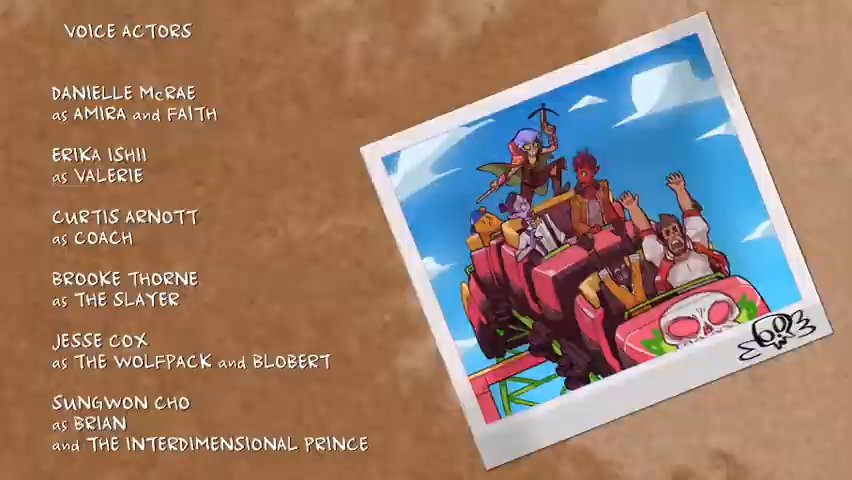 VOICE ACTORS
DANIELLE McRAE
as AMIRA and FAITH
ERIKA ISHII
as VALERIE
CURTIS ARNOTT
as COACH
BROOKE THORNE
as THE SLAYER
JESSE COX
as THE WOLFPACK and BLOBERT
SUNGWON CHO
as BRIAN
and THE INTERDIMENSIONAL PRINCE